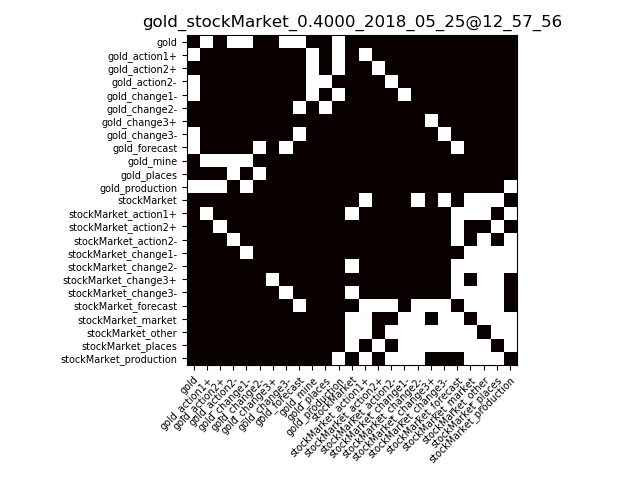 gold_stockMarket_0.4000_2018_05_25@12_57_56
gold
gold_action1+
gold_action2+
gold_action2-
gold_change1-
gold_change2-
gold_change3+
gold_change3-
gold_forecast
gold_mine
gold_places
gold_production
stockMarket
stockMarket_action1+
stockMarket_action2+
stockMarket_action2-
stockMarket_change1-
stockMarket_change2-
stockMarket_change3+
stockMarket_change3-
stockMarket_forecast
stockMarket_market
stockMarket_other
stockMarket_places
stockMarket_production
gold
gold_action1+
gold_action2+
gold_action2-
gold_change1-
gold_change2-
gold_change3+
gold_change3-
gold_forecast
gold_mine
gold_places
gold_production
stockMarket
stockMarket_action1+
stockMarket_action2+
stockMarket_action2-
stockMarket_change1-
stockMarket_change2-
stockMarket_change3+
stockMarket_change3-
stockMarket_forecast
stockMarket_market
stockMarket_other
stockMarket_places
stockMarket_production